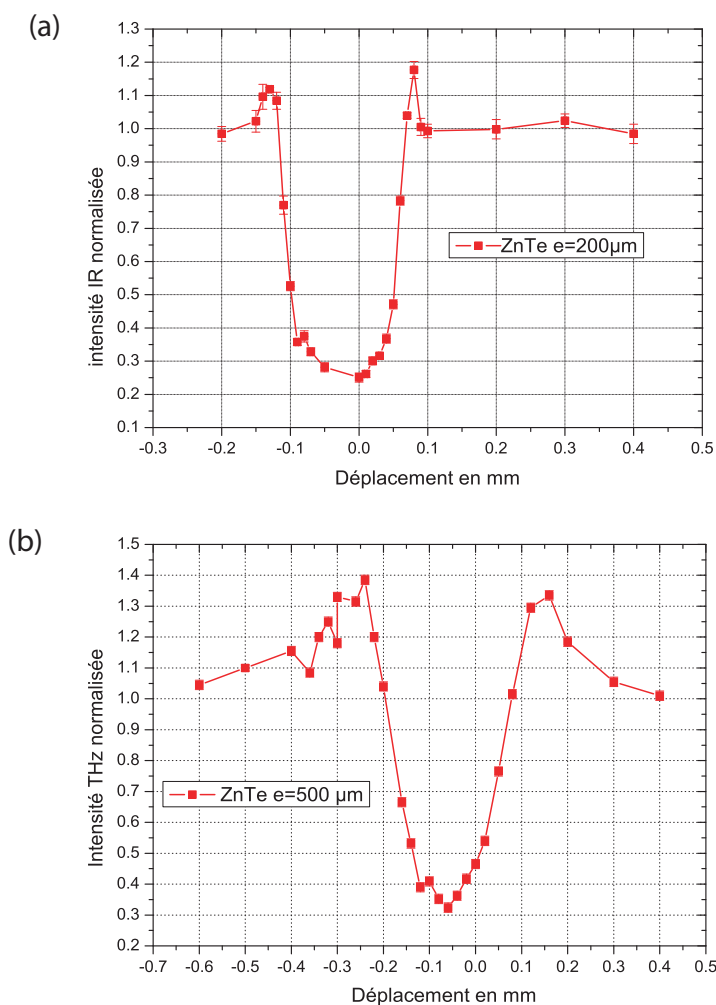 (a)
1.3
1.2
1.1
1.0
0.9
0.8
0.7
0.6
0.5
0.4
0.3
0.2
0.1
intensité IR normalisée
ZnTe e=200µm
-0.3 -0.2 -0.1 0.0 0.1 0.2 0.3 0.4 0.5
Déplacement en mm
(b)
1.5
1.4
1.3
1.2
1.1
1.0
0.9
0.8
0.7
0.6
0.5
0.4
0.3
0.2
Intensité THz normalisée
ZnTe e=500 µm
-0.7 -0.6 -0.5 -0.4 -0.3 -0.2 -0.1 0.0 0.1 0.2 0.3 0.4 0.5
Déplacement en mm